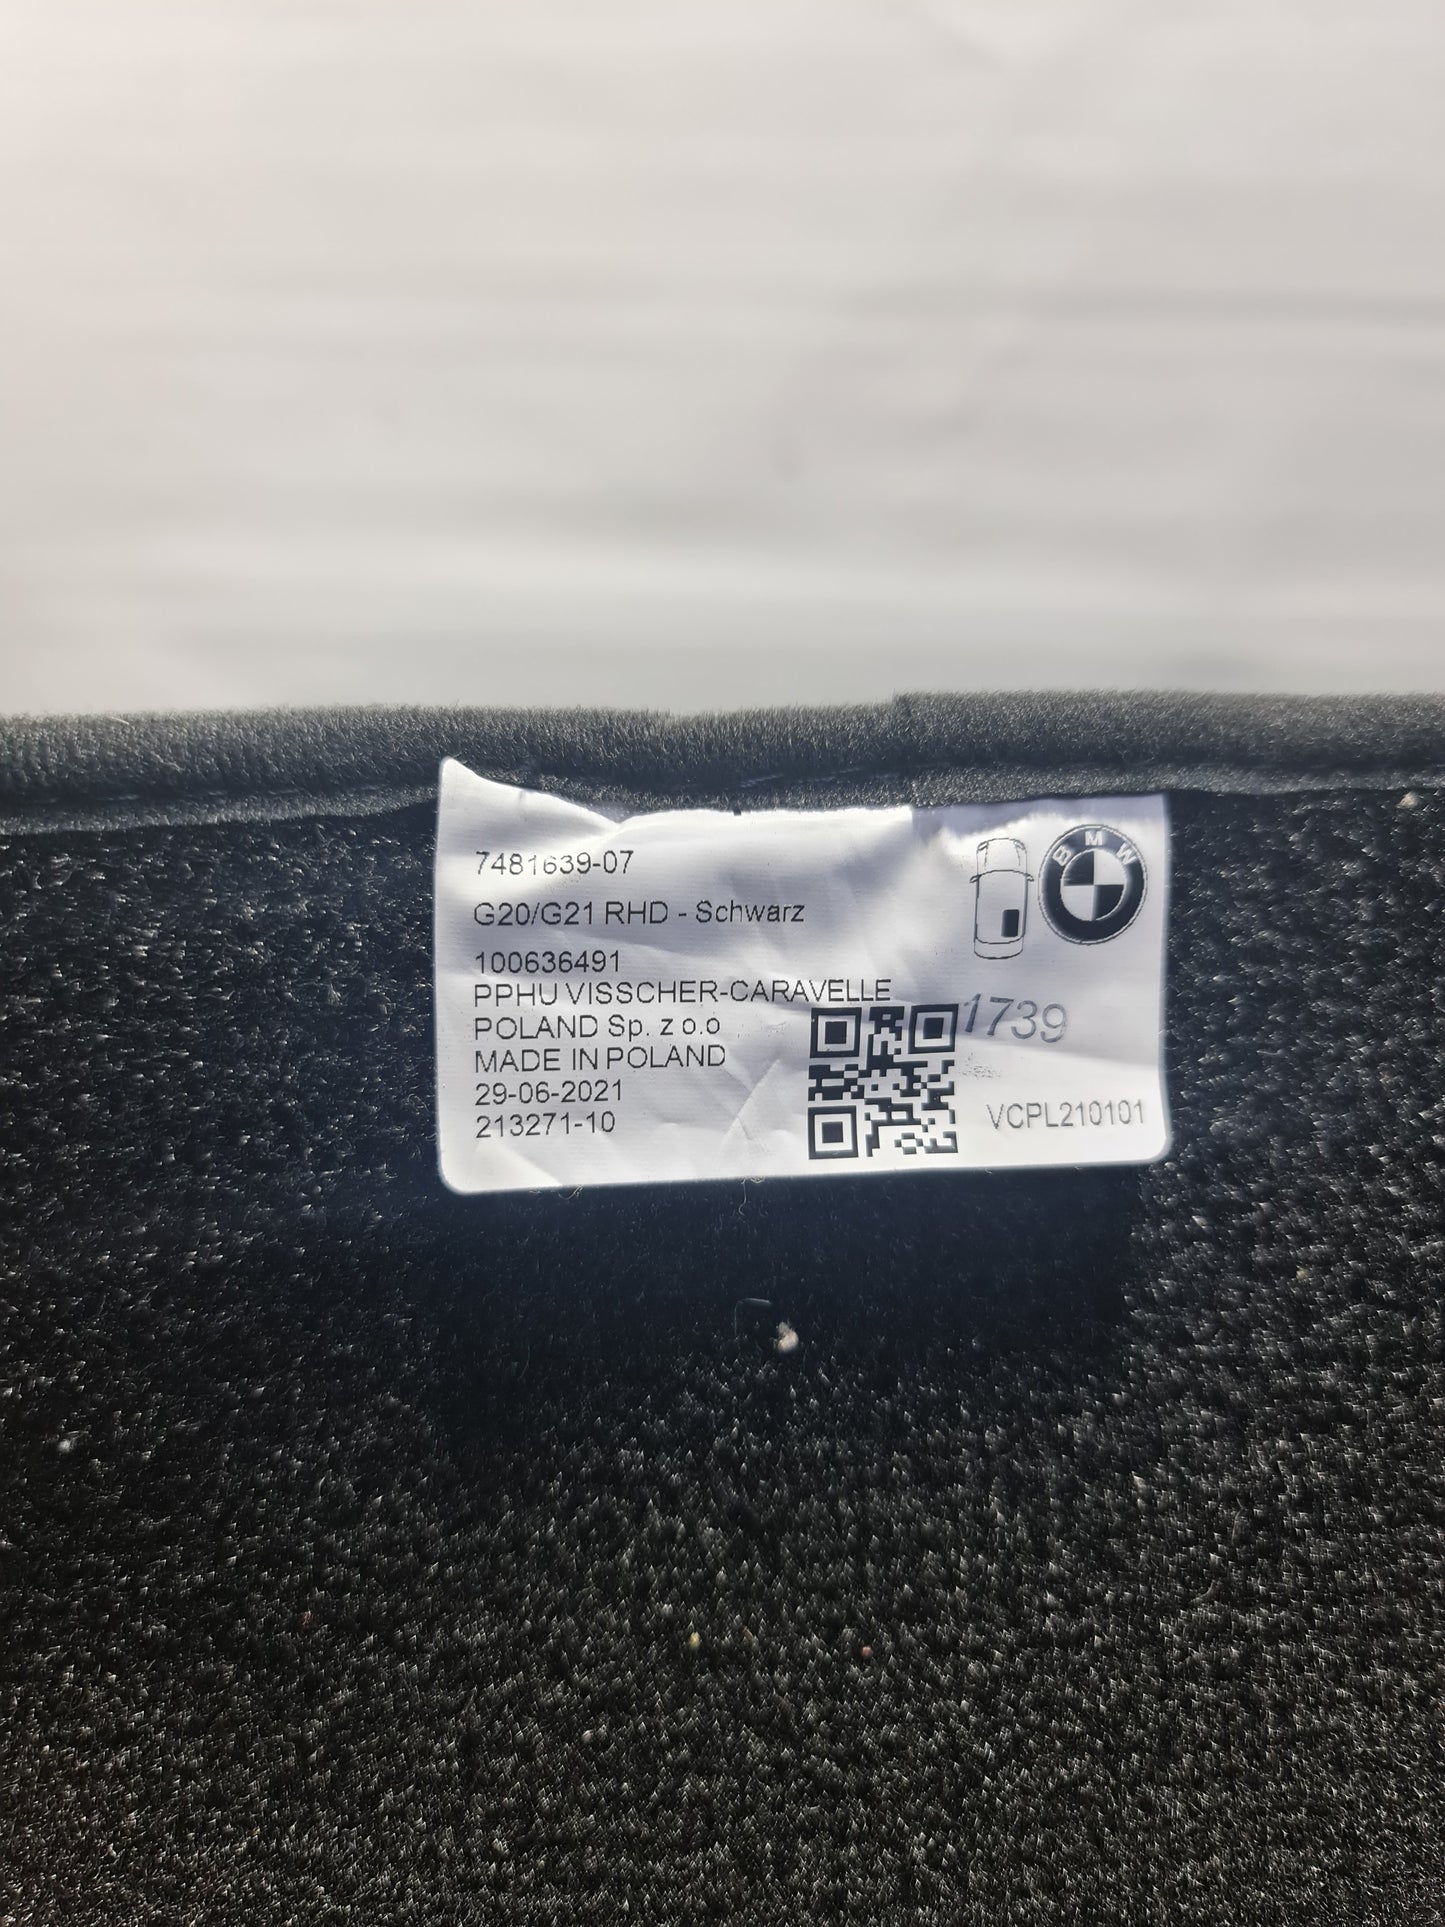 7481639-07
G20/G21 RHD - Schwarz
100636491
PPHU VISSCHER-CARAVELLE
POLAND Sp. z o.o
MADE IN POLAND
29-06-2021
213271-10
BMW
1739
VCPL210101